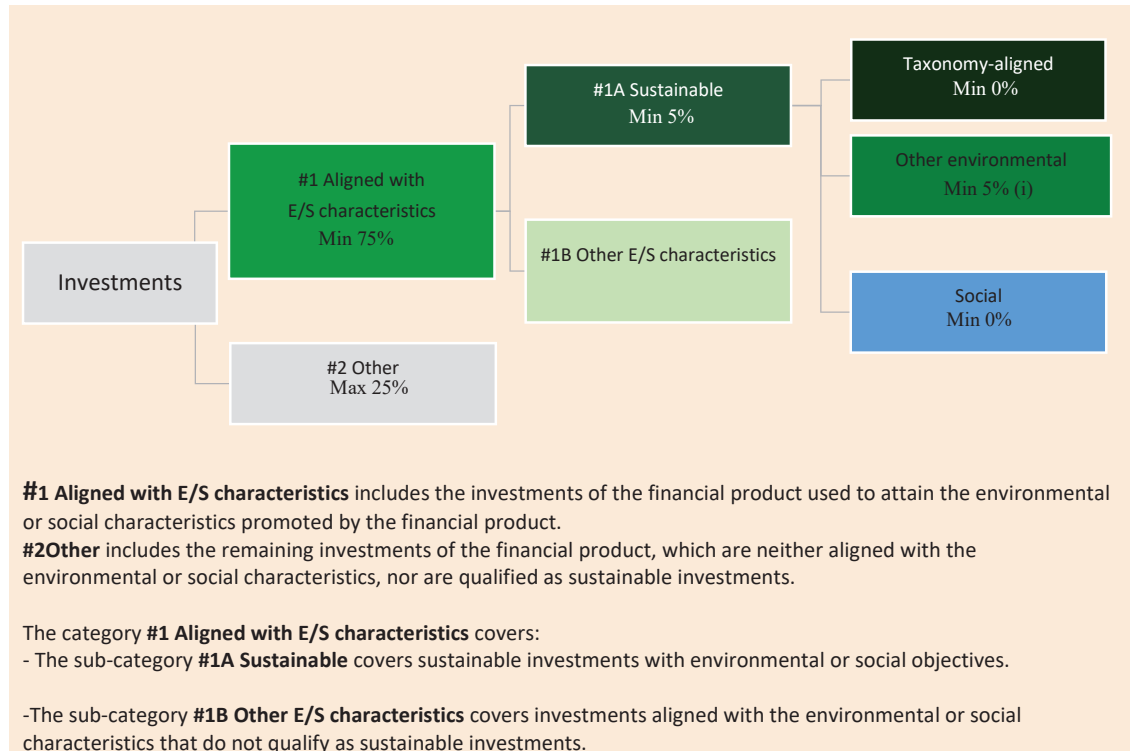 Investments
#1 Aligned with
E/S characteristics
Min 75%
#2 Other
Max 25%
#1A Sustainable
Min 5%
#1B Other E/S characteristics
Taxonomy-aligned
Min 0%
Other environmental
Min 5% (i)
Social
Min 0%
#1 Aligned with E/S characteristics includes the investments of the financial product used to attain the environmental
or social characteristics promoted by the financial product.
#2Other includes the remaining investments of the financial product, which are neither aligned with the
environmental or social characteristics, nor are qualified as sustainable investments.
The category #1 Aligned with E/S characteristics covers:
- The sub-category #1A Sustainable covers sustainable investments with environmental or social objectives.
-The sub-category #1B Other E/S characteristics covers investments aligned with the environmental or social
characteristics that do not qualify as sustainable investments.